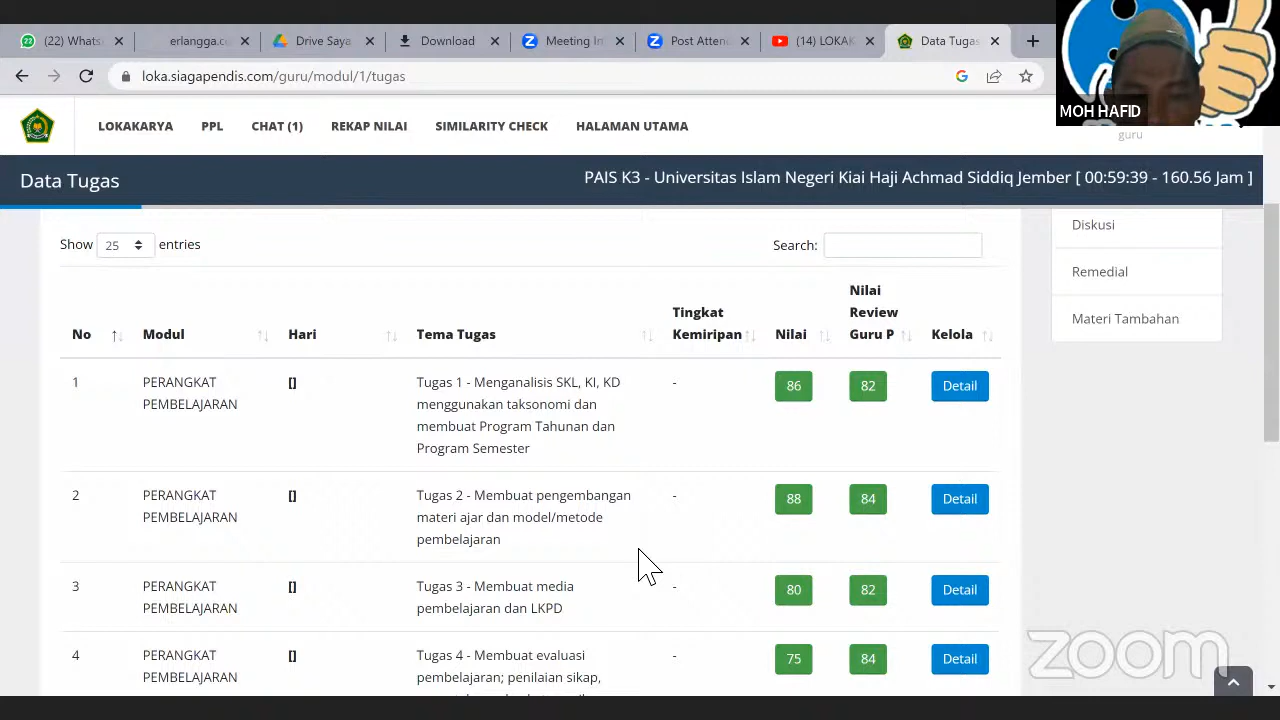 (22) Whats
erlangga.c
Drive Saya
Download
Meeting In
Post Atten
(14) LOKAK
Data Tugas
loka.siagapendis.com/guru/modul/1/tugas
MOH HAFID
LOKAKARYA PPL CHAT (1) REKAP NILAI SIMILARITY CHECK HALAMAN UTAMA
guru
Data Tugas
PAIS K3 - Universitas Islam Negeri Kiai Haji Achmad Siddiq Jember [ 00:59:39 - 160.56 Jam ]
Show 25 entries
Search:
Diskusi
Remedial
Materi Tambahan
No
Modul
Hari
Tema Tugas
Tingkat
Kemiripan
Nilai
Nilai
Review
Guru P
Kelola
1
PERANGKAT
PEMBELAJARAN
[]
Tugas 1 - Menganalisis SKL, KI, KD
menggunakan taksonomi dan
membuat Program Tahunan dan
Program Semester
-
86
82
Detail
2
PERANGKAT
PEMBELAJARAN
[]
Tugas 2 - Membuat pengembangan
materi ajar dan model/metode
pembelajaran
-
88
84
Detail
3
PERANGKAT
PEMBELAJARAN
[]
Tugas 3 - Membuat media
pembelajaran dan LKPD
-
80
82
Detail
4
PERANGKAT
PEMBELAJARAN
[]
Tugas 4 - Membuat evaluasi
pembelajaran; penilaian sikap,
-
75
84
Detail
zoom